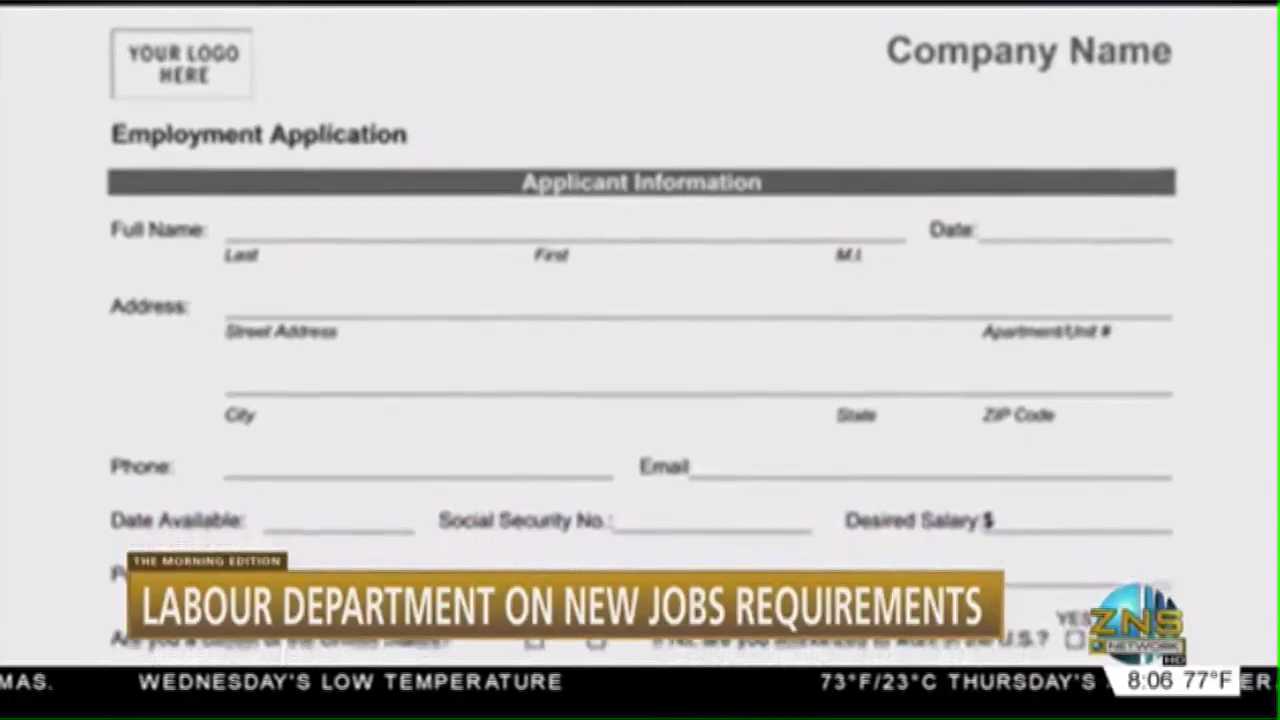 YOUR LOGO
HERE
Company Name
Employment Application
Applicant Information
Full Name: Date:
Last First M.I.
Address:
Street Address Apartment/Unit #
City State ZIP Code
Phone: Email
Date Available: Social Security No.: Desired Salary:$
THE MORNING EDITION
LABOUR DEPARTMENT ON NEW JOBS REQUIREMENTS
YES
U.S.?
ZNS
NETWORK
HD
MAS. WEDNESDAY'S LOW TEMPERATURE 73°F/23°C THURSDAY'S
8:06 77°F